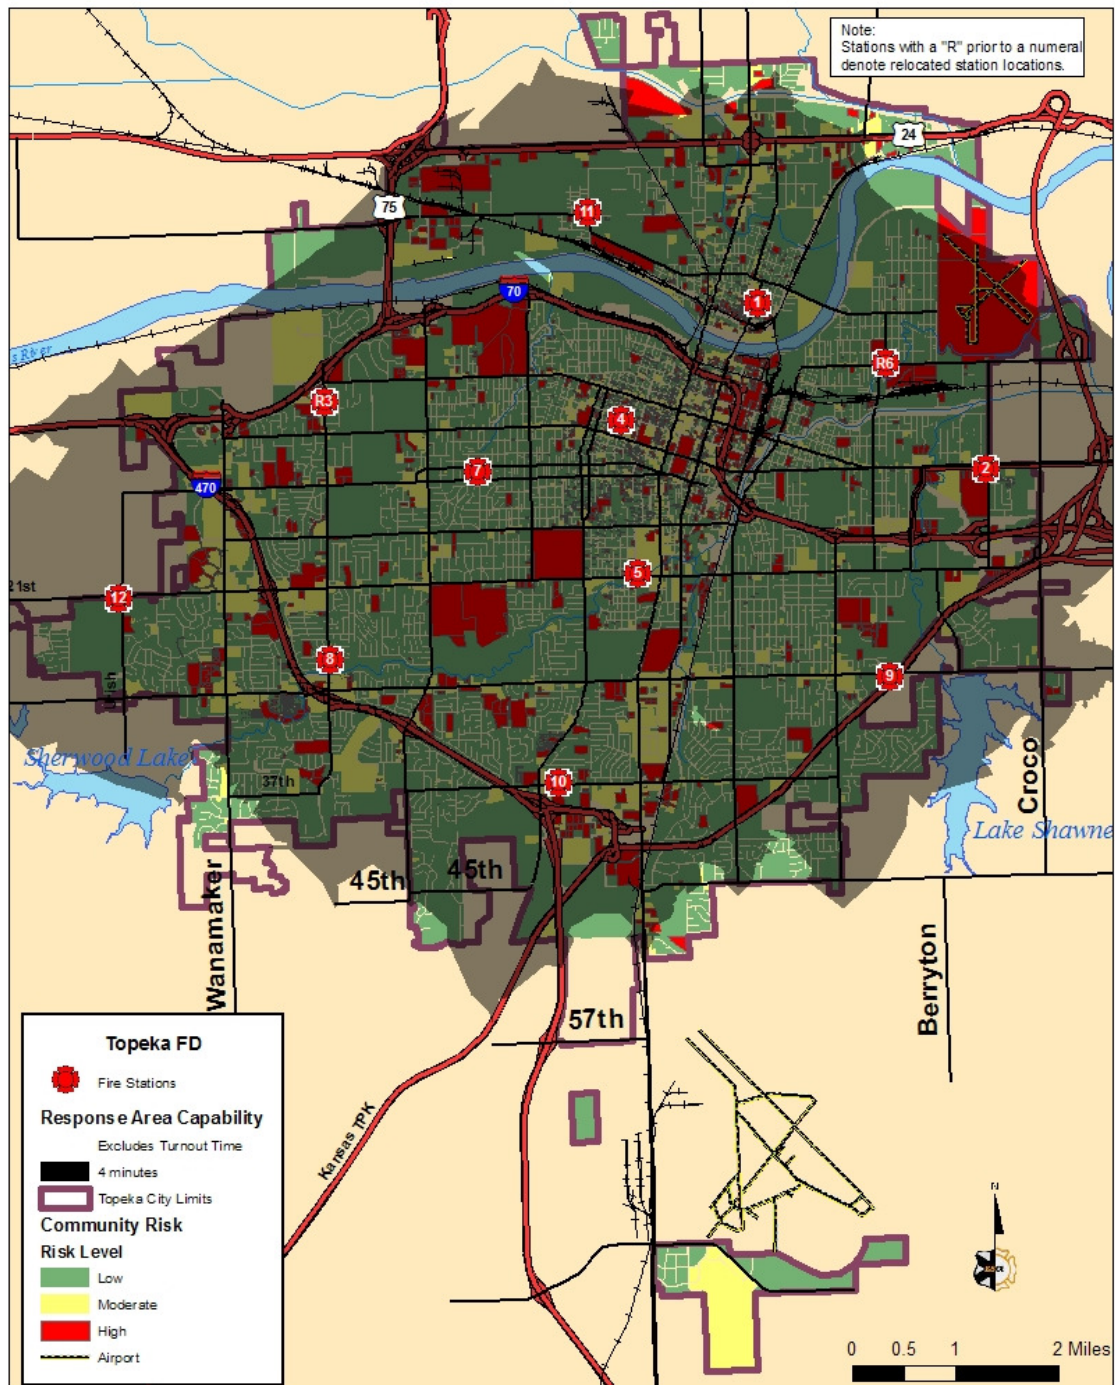 Note:
Stations with a "R" prior to a numeral
denote relocated station locations.
24
75
11
70
1
s River
R6
R3
4
7
2
470
5
21st
12
8
9
Sherwood Lake
37th
10
Croco
Lake Shawne
45th
45th
Wanamaker
Berryton
57th
Kansas TPK
Topeka FD
Fire Stations
Response Area Capability
Excludes Turnout Time
4 minutes
Topeka City Limits
Community Risk
Risk Level
Low
Moderate
High
Airport
N
0 0.5 1 2 Miles